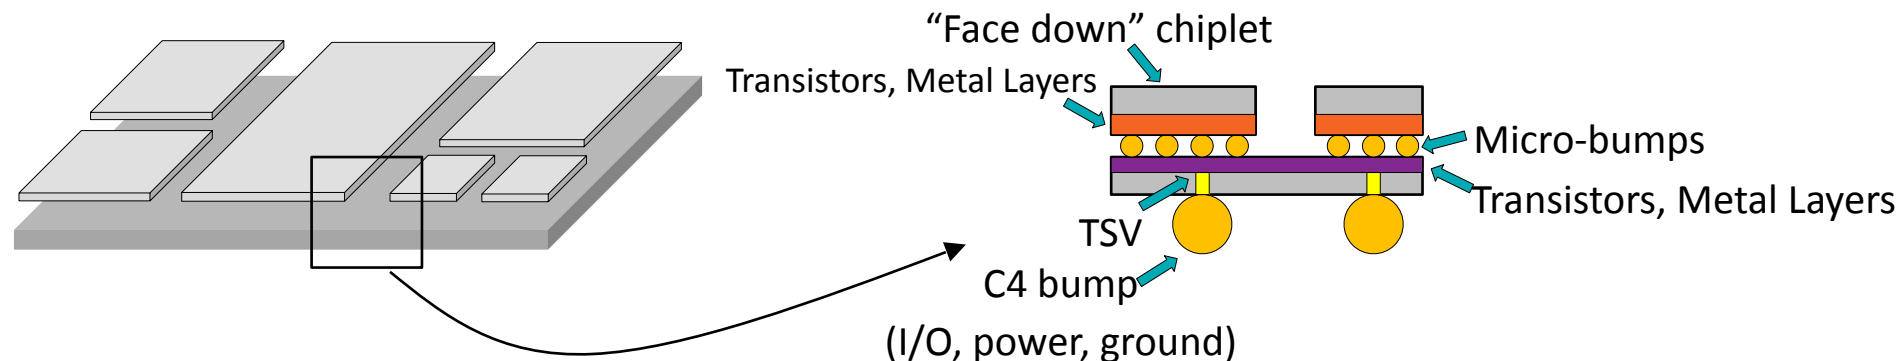 “Face down” chiplet
Transistors, Metal Layers
Micro-bumps
Transistors, Metal Layers
TSV
C4 bump
(I/O, power, ground)